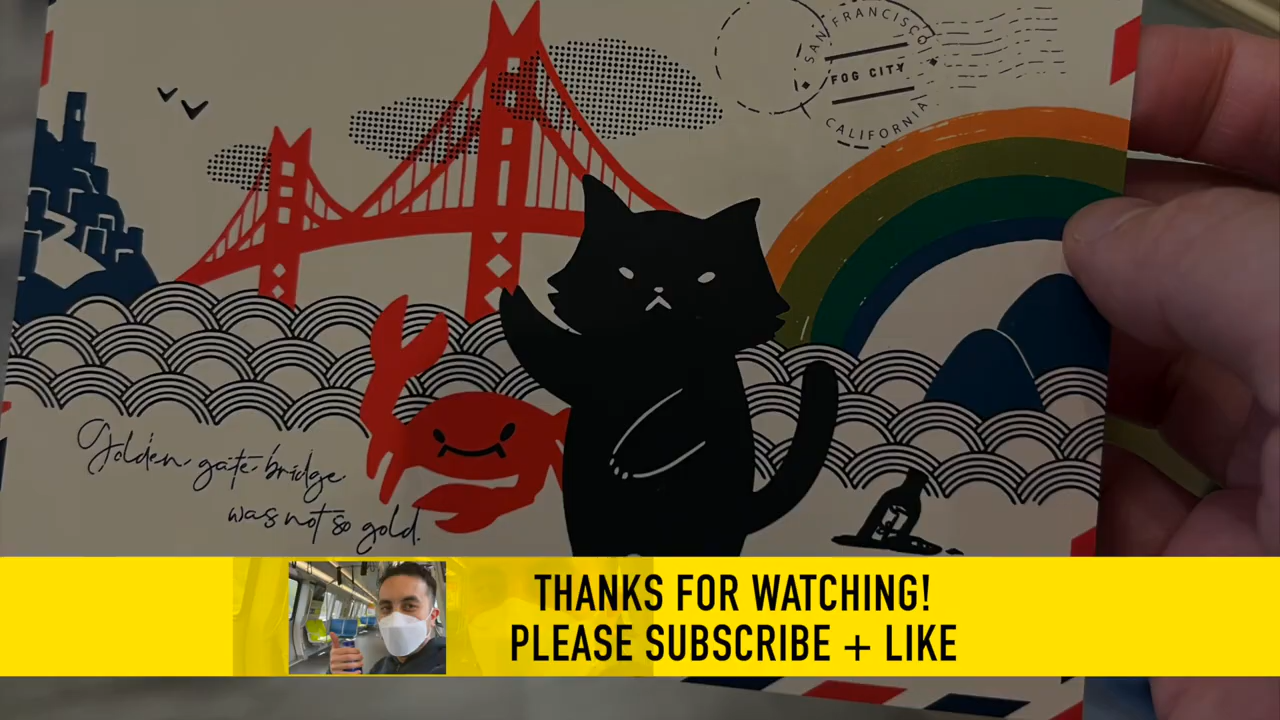 SAN FRANCISCO
FOG CITY
CALIFORNIA
Golden gate bridge
was not so gold.
THANKS FOR WATCHING!
PLEASE SUBSCRIBE + LIKE